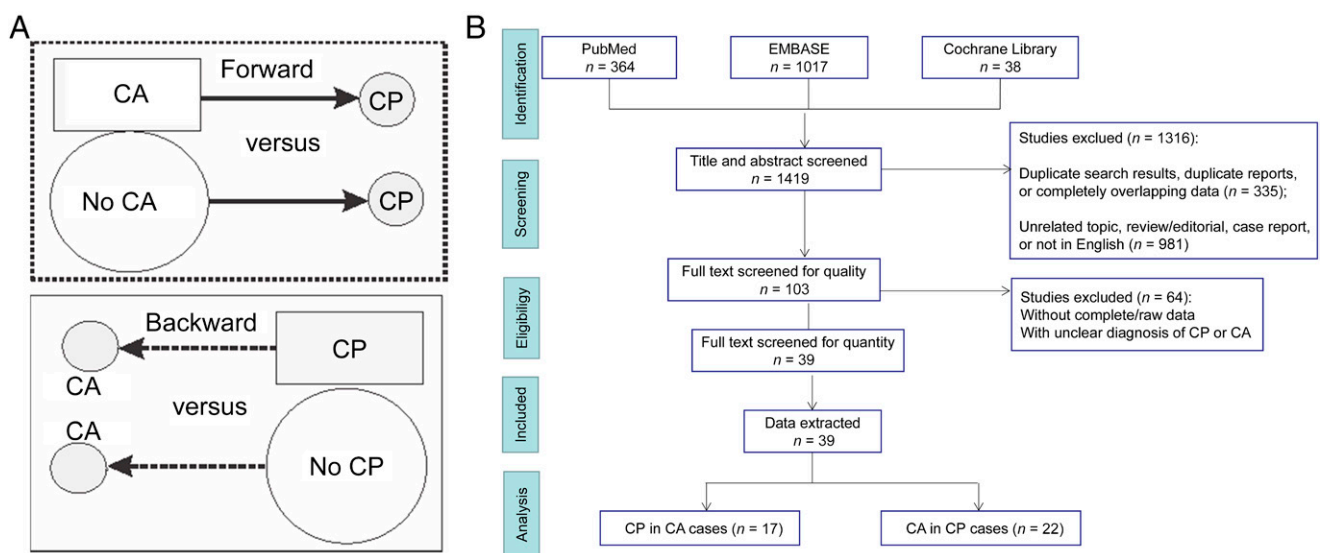 A
Forward
CA
CP
versus
No CA
CP
Backward
CA
CP
versus
CA
No CP
B
Identification
PubMed
n = 364
EMBASE
n = 1017
Cochrane Library
n = 38
Screening
Title and abstract screened
n = 1419
Studies exclued (n = 1316):
Duplicate search results, duplicate reports,
or completely overlapping data (n = 335);
Unrelated topic, review/editorial, case report,
or not in English (n = 981)
Eligibiligy
Full text screened for quality
n = 103
Studies excluded (n = 64):
Without complete/raw data
With unclear diagnosis of CP or CA
Full text screened for quantity
n = 39
Included
Data extracted
n = 39
Analysis
CP in CA cases (n = 17)
CA in CP cases (n = 22)